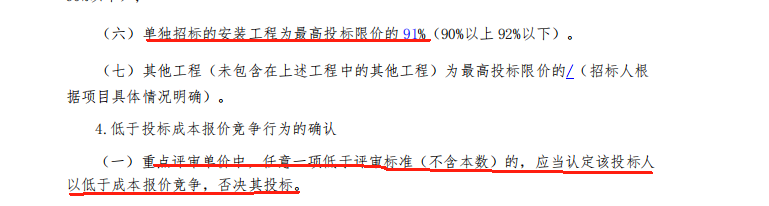 （六）单独招标的安装工程为最高投标限价的 91%（90%以上 92%以下）。
（七）其他工程（未包含在上述工程中的其他工程）为最高投标限价的/（招标人根
据项目具体情况明确）。
4.低于投标成本报价竞争行为的确认
（一）重点评审单价中，任意一项低于评审标准（不含本数）的，应当认定该投标人
以低于成本报价竞争，否决其投标。